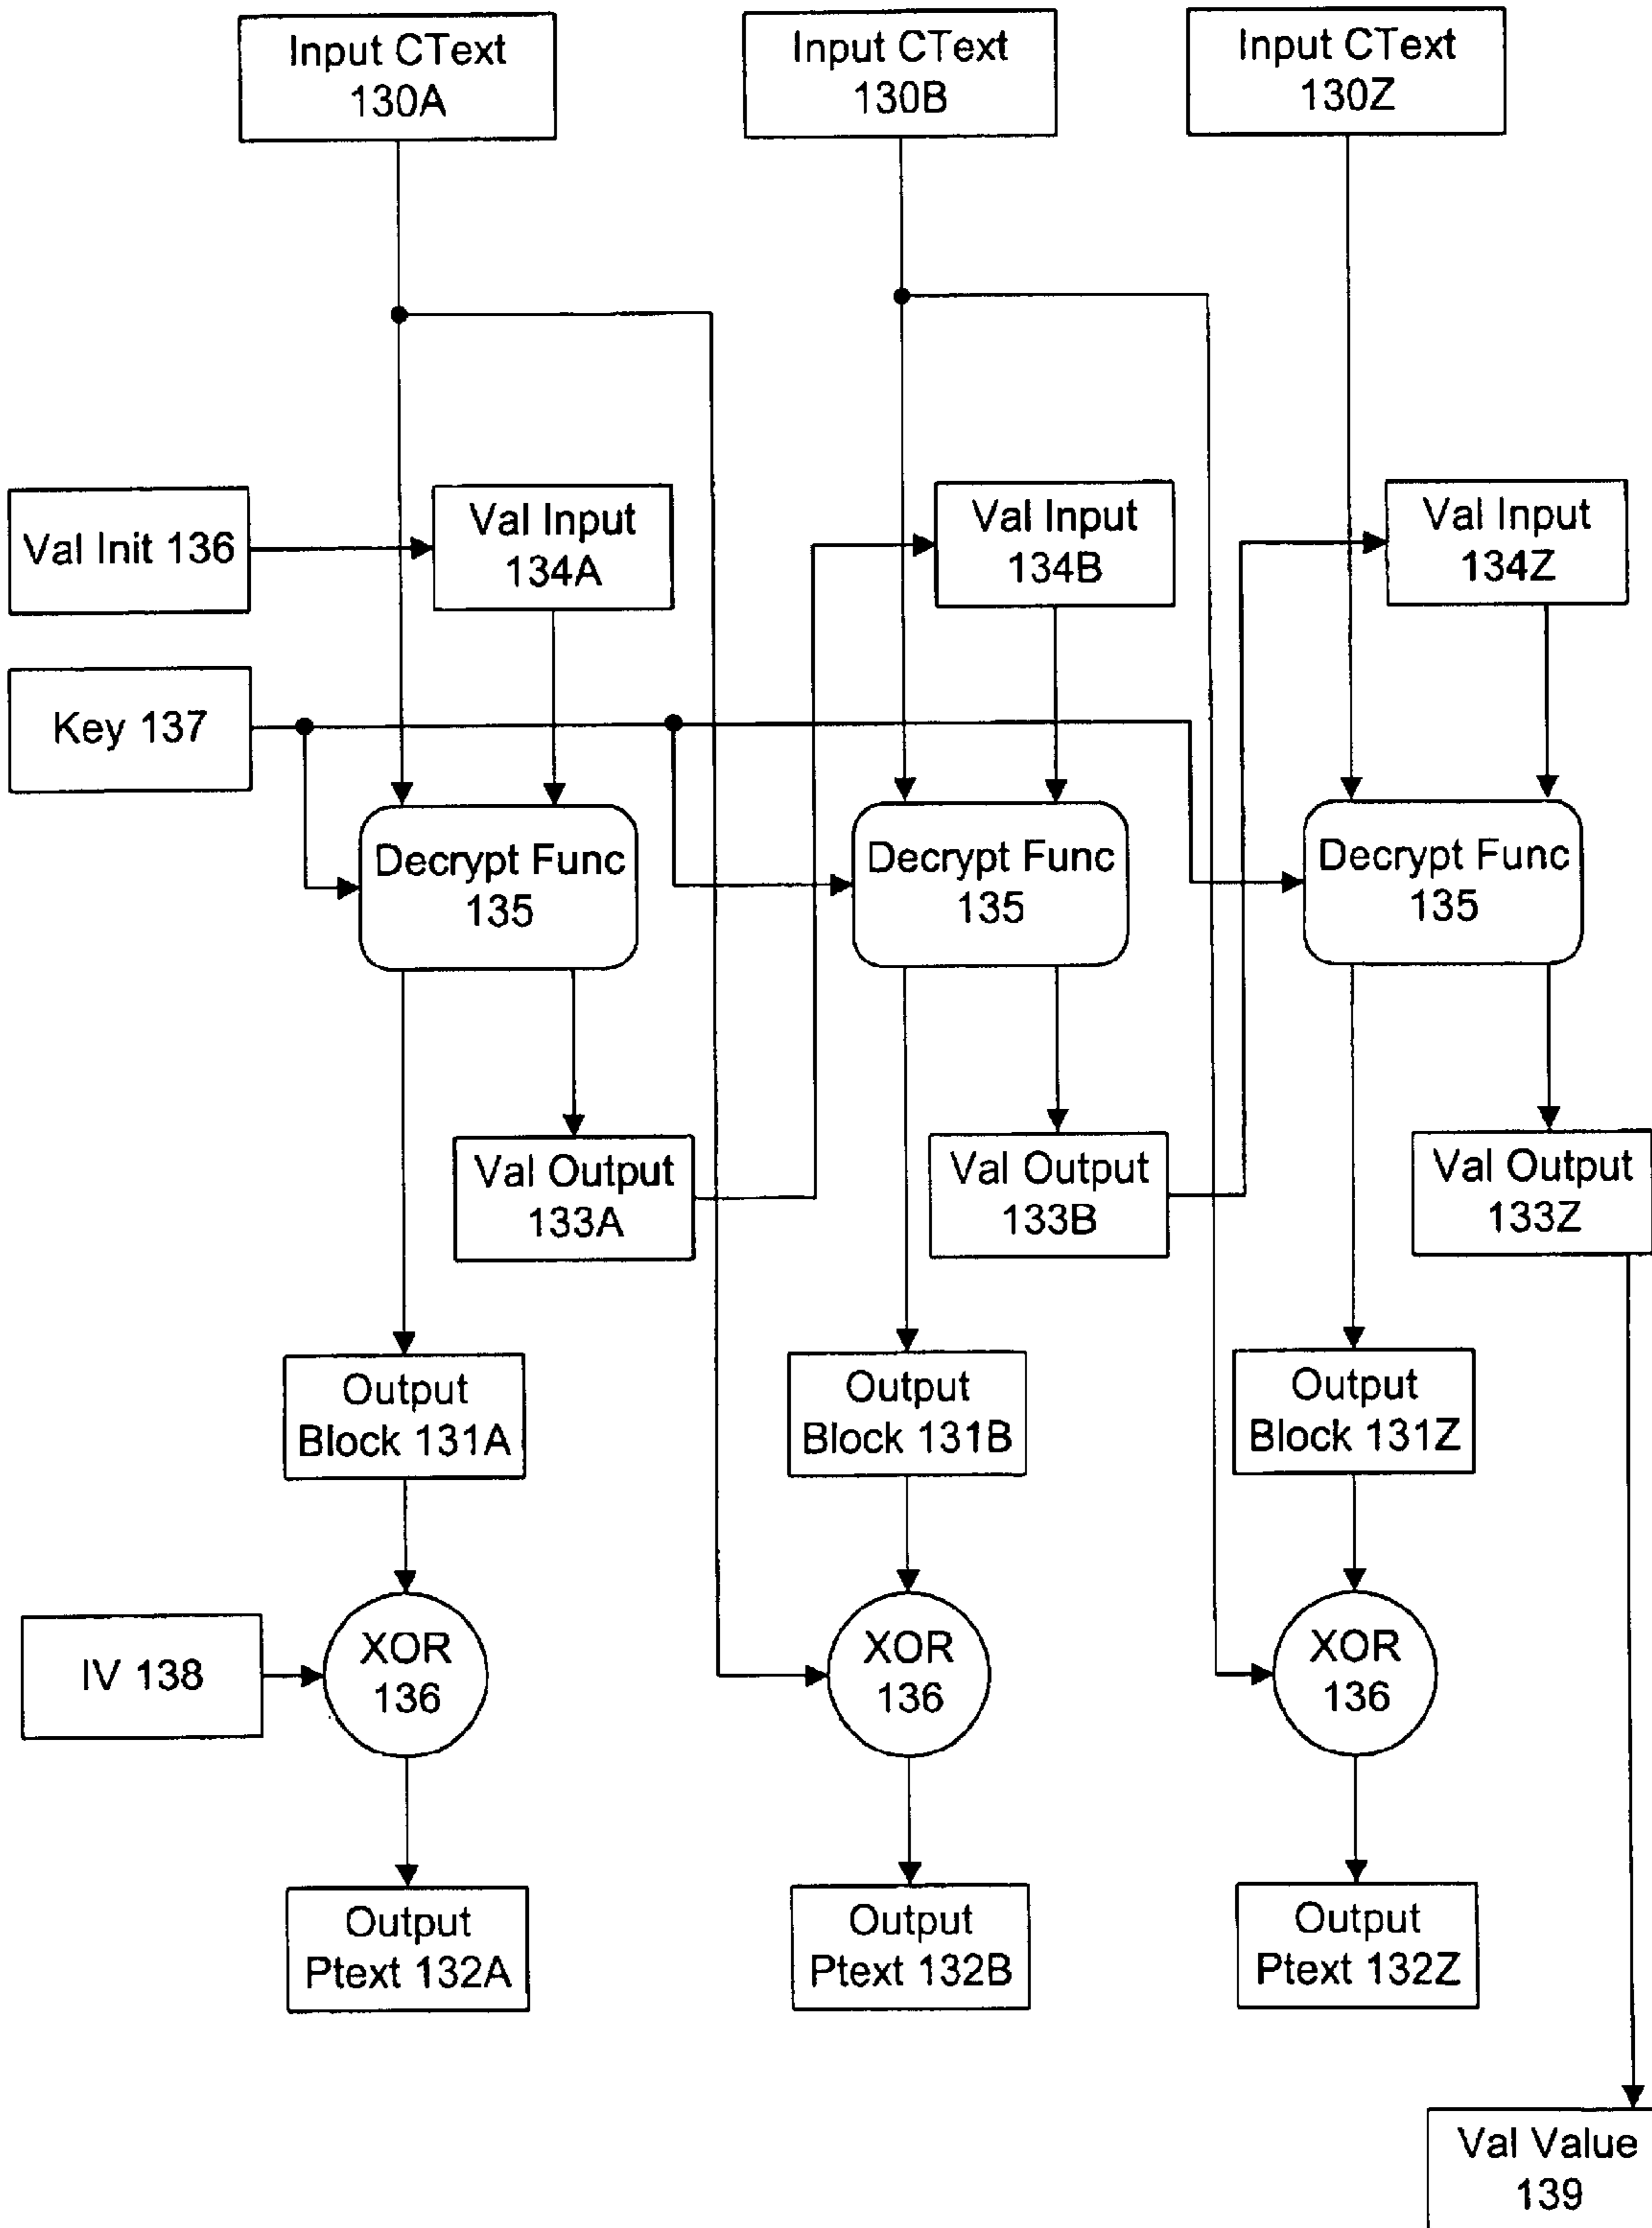 Input CText
130A
Input CText
130B
Input CText
130Z
Val Init 136
Val Input
134A
Val Input
134B
Val Input
134Z
Key 137
Decrypt Func
135
Decrypt Func
135
Decrypt Func
135
Val Output
133A
Val Output
133B
Val Output
133Z
Output
Block 131A
Output
Block 131B
Output
Block 131Z
IV 138
XOR
136
XOR
136
XOR
136
Output
Ptext 132A
Output
Ptext 132B
Output
Ptext 132Z
Val Value
139